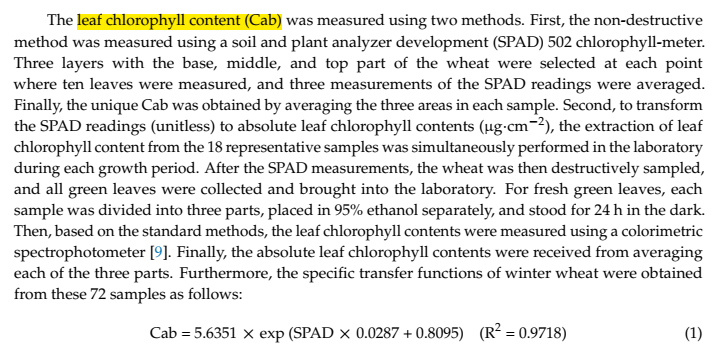 The leaf chlorophyll content (Cab) was measured using two methods. First, the non-destructive
method was measured using a soil and plant analyzer development (SPAD) 502 chlorophyll-meter.
Three layers with the base, middle, and top part of the wheat were selected at each point
where ten leaves were measured, and three measurements of the SPAD readings were averaged.
Finally, the unique Cab was obtained by averaging the three areas in each sample. Second, to transform
the SPAD readings (unitless) to absolute leaf chlorophyll contents (μg·cm⁻²), the extraction of leaf
chlorophyll content from the 18 representative samples was simultaneously performed in the laboratory
during each growth period. After the SPAD measurements, the wheat was then destructively sampled,
and all green leaves were collected and brought into the laboratory. For fresh green leaves, each
sample was divided into three parts, placed in 95% ethanol separately, and stood for 24 h in the dark.
Then, based on the standard methods, the leaf chlorophyll contents were measured using a colorimetric
spectrophotometer [9]. Finally, the absolute leaf chlorophyll contents were received from averaging
each of the three parts. Furthermore, the specific transfer functions of winter wheat were obtained
from these 72 samples as follows:
Cab = 5.6351 × exp (SPAD × 0.0287 + 0.8095) (R² = 0.9718) (1)